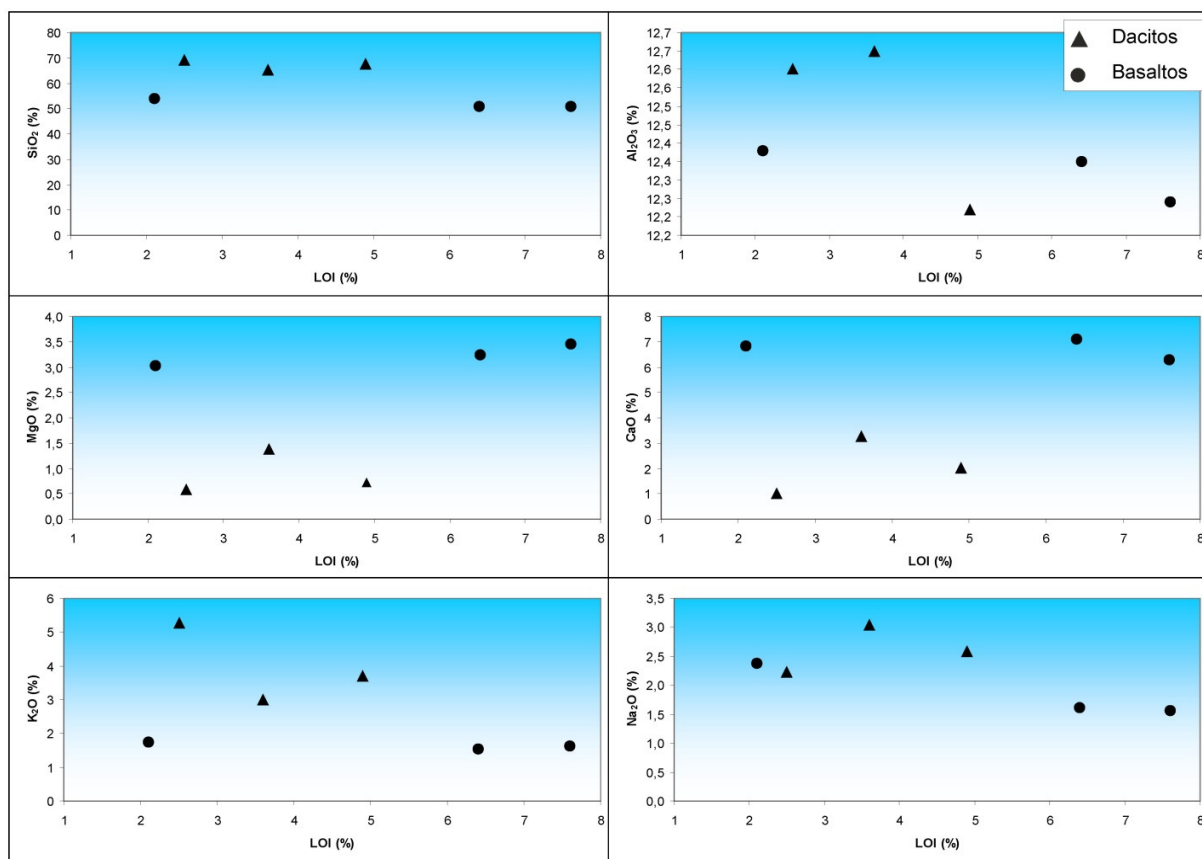 80
70
60
50
40
30
20
10
0
SiO₂ (%)
1 2 3 4 5 6 7 8
LOI (%)
12,7
12,7
12,6
12,6
12,5
12,5
12,4
12,4
12,3
12,3
12,2
12,2
Al₂O₃ (%)
1 2 3 4 5 6 7 8
LOI (%)
Dacitos
Basaltos
4,0
3,5
3,0
2,5
2,0
1,5
1,0
0,5
0,0
MgO (%)
1 2 3 4 5 6 7 8
LOI (%)
8
7
6
5
4
3
2
1
0
CaO (%)
1 2 3 4 5 6 7 8
LOI (%)
6
5
4
3
2
1
0
K₂O (%)
1 2 3 4 5 6 7 8
LOI (%)
3,5
3,0
2,5
2,0
1,5
1,0
0,5
0,0
Na₂O (%)
1 2 3 4 5 6 7 8
LOI (%)